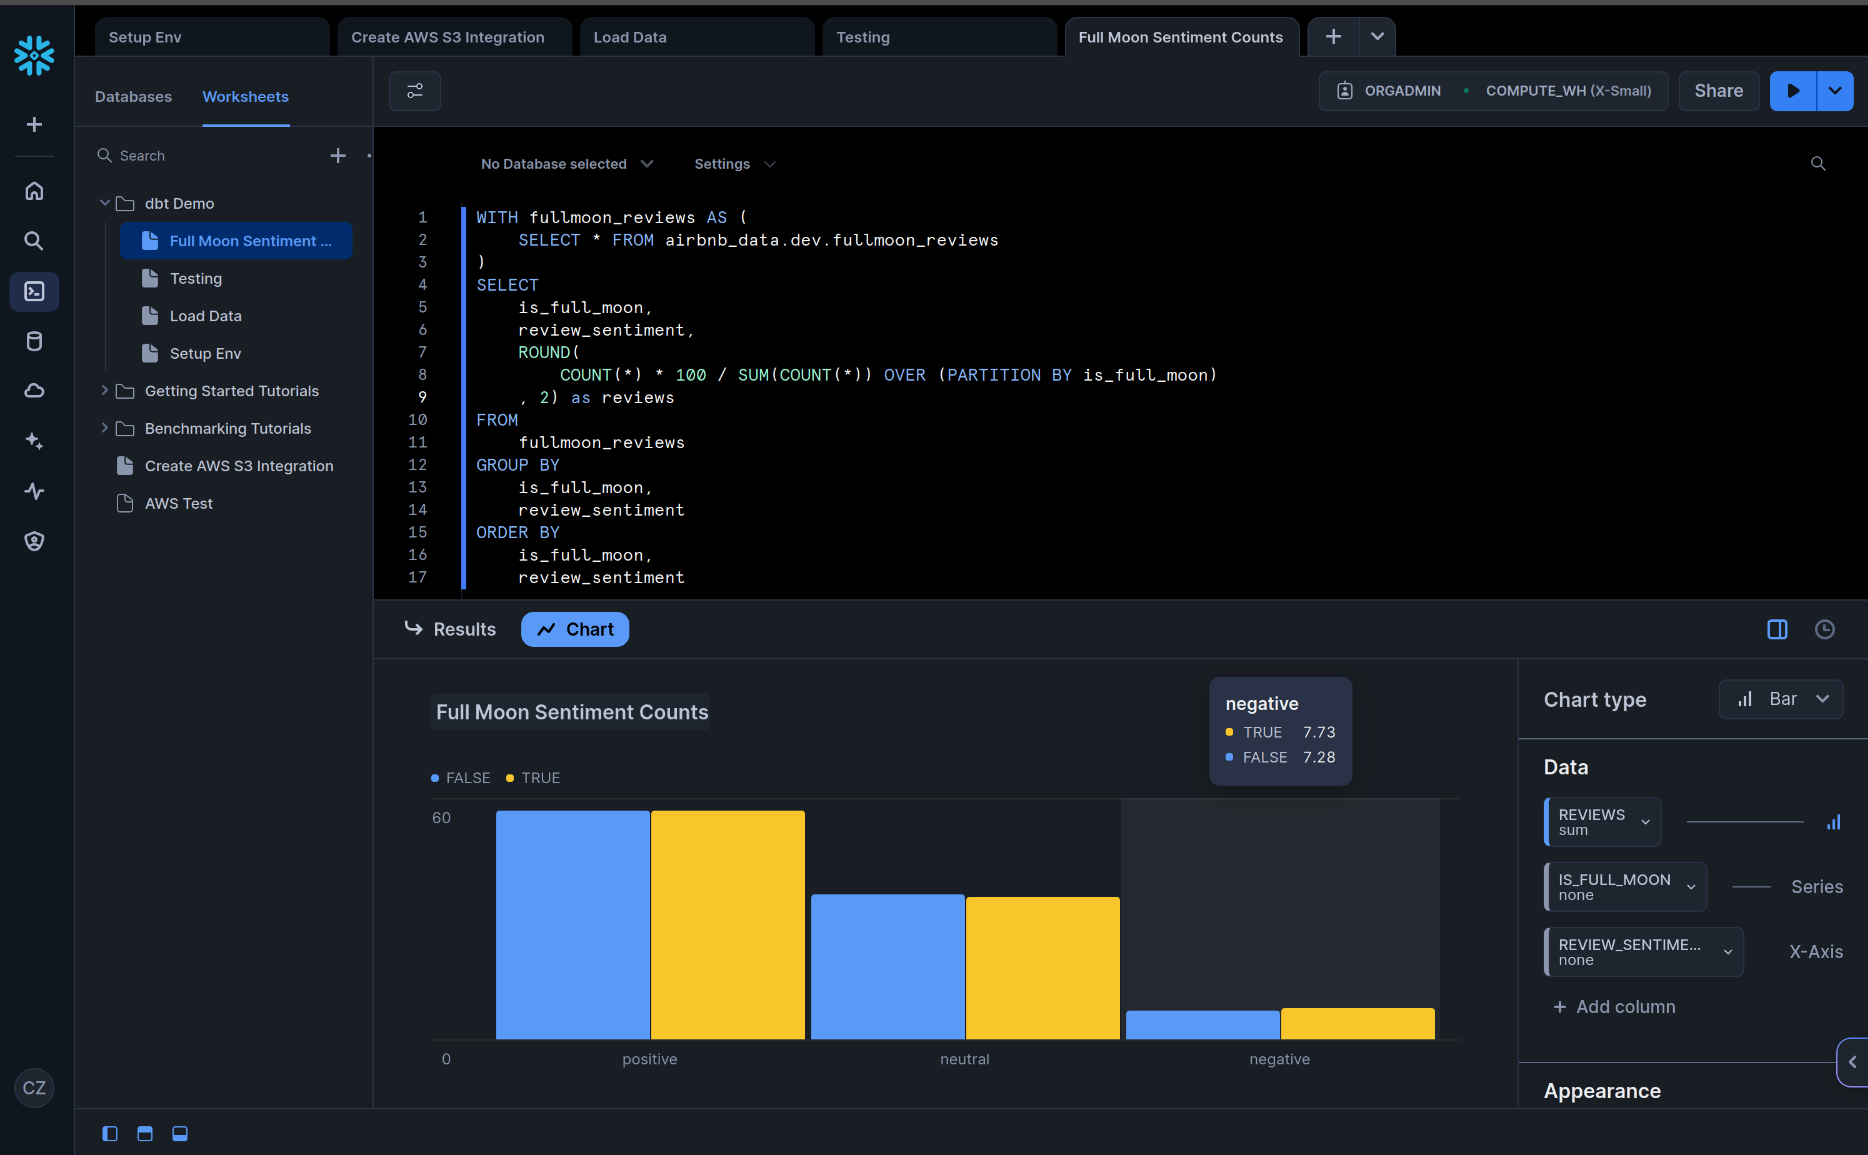 Setup Env
Create AWS S3 Integration
Load Data
Testing
Full Moon Sentiment Counts
Databases
Worksheets
ORGADMIN
COMPUTE_WH (X-Small)
Share
Search
No Database selected
Settings
dbt Demo
Full Moon Sentiment ...
Testing
Load Data
Setup Env
Getting Started Tutorials
Benchmarking Tutorials
Create AWS S3 Integration
AWS Test
1 WITH fullmoon_reviews AS (
2 SELECT * FROM airbnb_data.dev.fullmoon_reviews
3 )
4 SELECT
5 is_full_moon,
6 review_sentiment,
7 ROUND(
8 COUNT(*) * 100 / SUM(COUNT(*)) OVER (PARTITION BY is_full_moon)
9 , 2) as reviews
10 FROM
11 fullmoon_reviews
12 GROUP BY
13 is_full_moon,
14 review_sentiment
15 ORDER BY
16 is_full_moon,
17 review_sentiment
Results
Chart
Full Moon Sentiment Counts
negative
TRUE 7.73
FALSE 7.28
FALSE TRUE
60
0
positive
neutral
negative
Chart type
Bar
Data
REVIEWS
sum
IS_FULL_MOON
none
Series
REVIEW_SENTIME...
none
X-Axis
+ Add column
Appearance
CZ